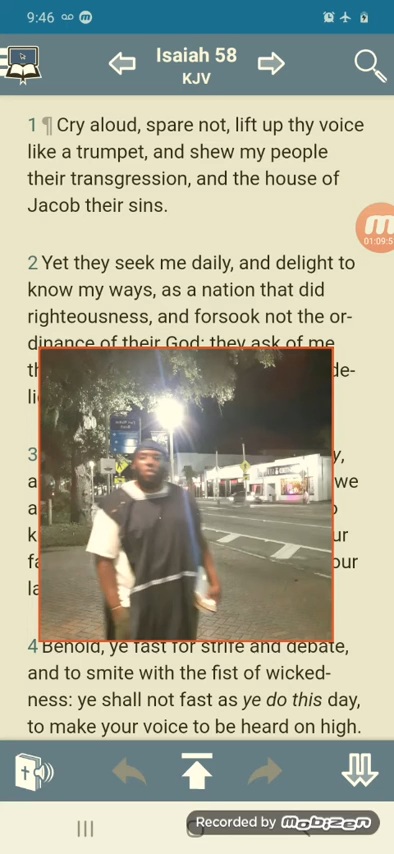 9:46
Isaiah 58
KJV
01:09:5
1 ¶ Cry aloud, spare not, lift up thy voice
like a trumpet, and shew my people
their transgression, and the house of
Jacob their sins.
2 Yet they seek me daily, and delight to
know my ways, as a nation that did
righteousness, and forsook not the or-
dinance of their God: they ask of me
th de-
li
3 y,
a we
a
k ur
fa our
la
4 Behold, ye fast for strife and debate,
and to smite with the fist of wicked-
ness: ye shall not fast as ye do this day,
to make your voice to be heard on high.
Recorded by mobizen